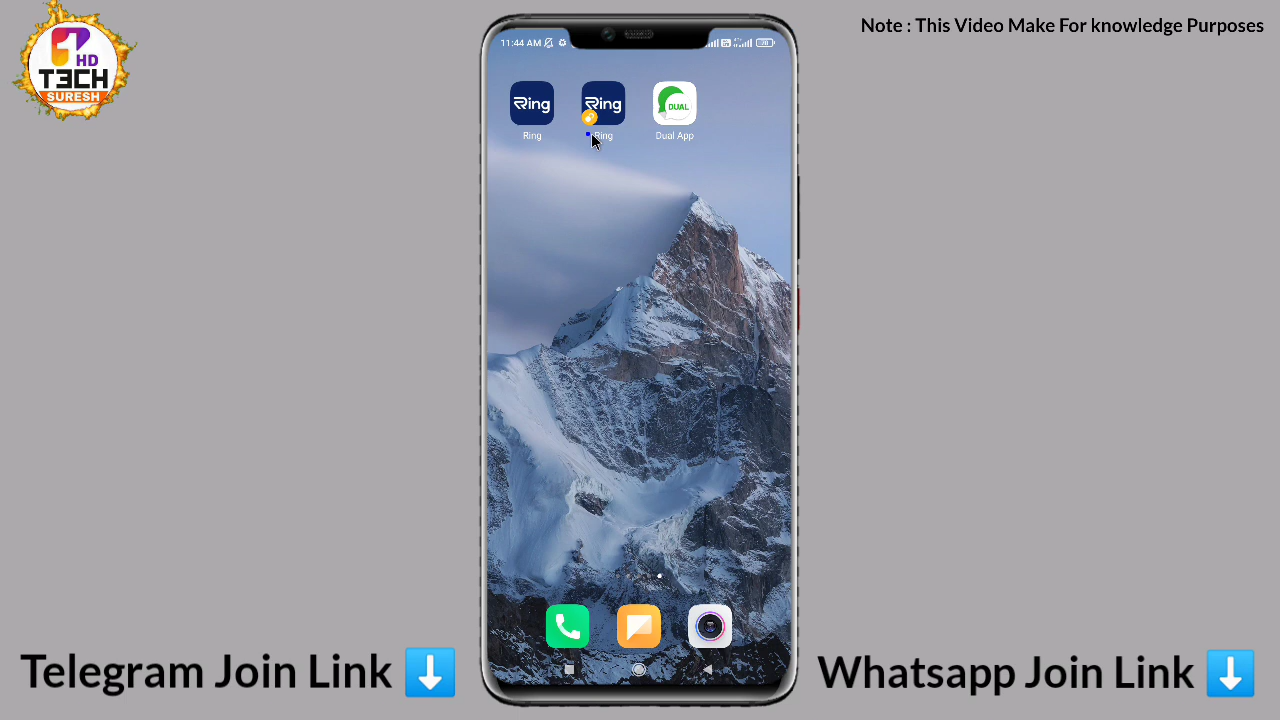 1 HD
T3CH
SURESH
Note : This Video Make For knowledge Purposes
11:44 AM
Ring
Ring
DUAL
Ring
Ring
Dual App
Telegram Join Link
Whatsapp Join Link